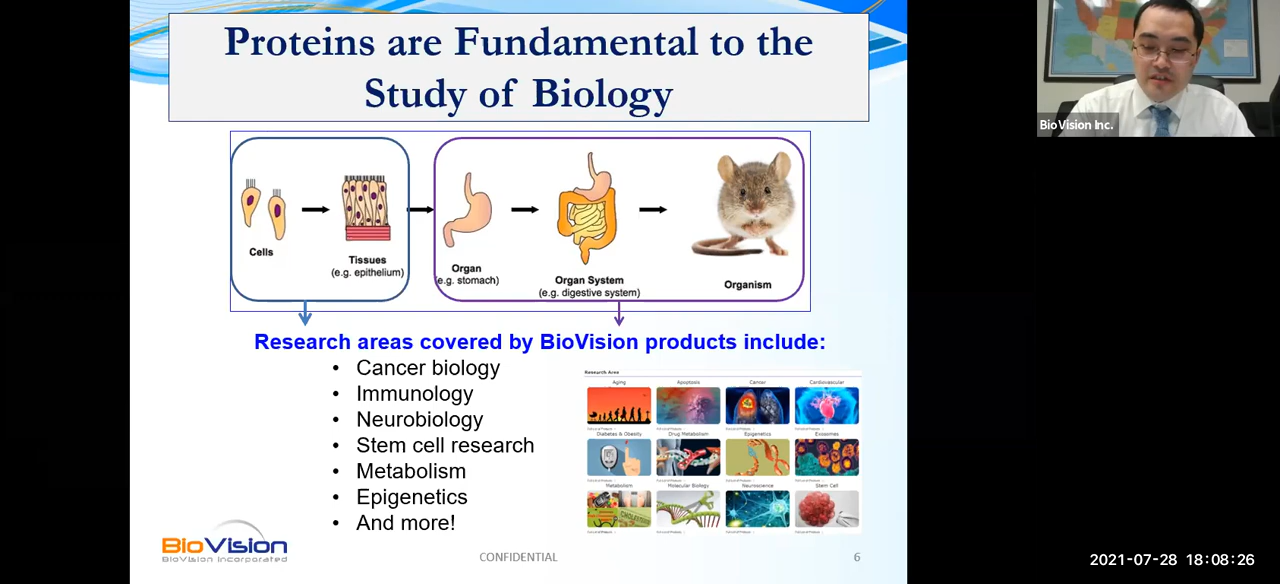 Proteins are Fundamental to the
Study of Biology
Cells
Tissues
(e.g. epithelium)
Organ
(e.g. stomach)
Organ System
(e.g. digestive system)
Organism
Research areas covered by BioVision products include:
• Cancer biology
• Immunology
• Neurobiology
• Stem cell research
• Metabolism
• Epigenetics
• And more!
Research Area
Aging
Apoptosis
Cancer
Cardiovascular
Diabetes & Obesity
Drug Metabolism
Epigenetics
Exosomes
Metabolism
Molecular Biology
Neuroscience
Stem Cell
BioVision
BioVision Incorporated
CONFIDENTIAL
6
BioVision Inc.
2021-07-28 18:08:26